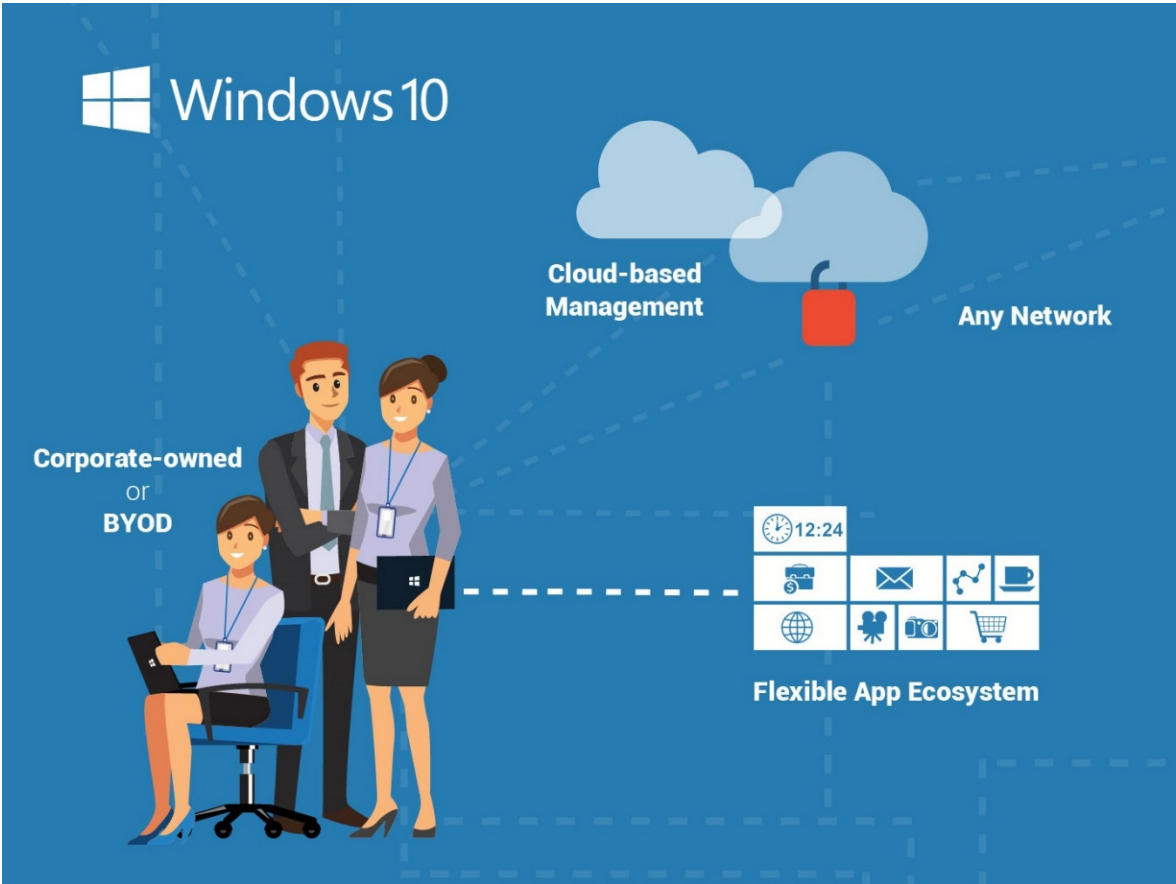 Windows 10
Cloud-based
Management
Any Network
Corporate-owned
or
BYOD
12:24
$
Flexible App Ecosystem